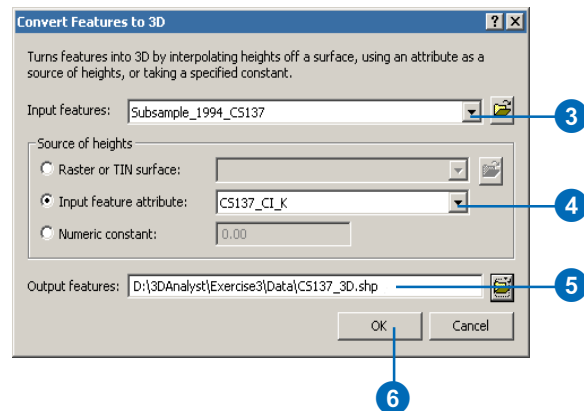 Convert Features to 3D
Turns features into 3D by interpolating heights off a surface, using an attribute as a
source of heights, or taking a specified constant.
Input features: Subsample_1994_CS137
3
Source of heights
Raster or TIN surface:
Input feature attribute: CS137_CI_K
4
Numeric constant: 0.00
Output features: D:\3DAnalyst\Exercise3\Data\CS137_3D.shp
5
OK Cancel
6